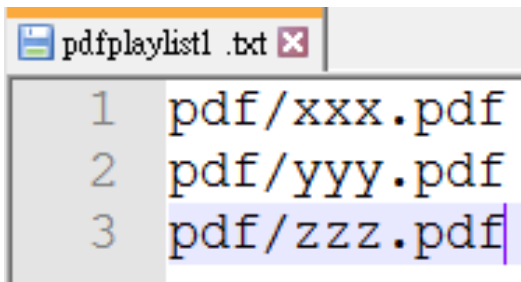 pdfplaylist1 .txt
1 pdf/xxx.pdf
2 pdf/yyy.pdf
3 pdf/zzz.pdf